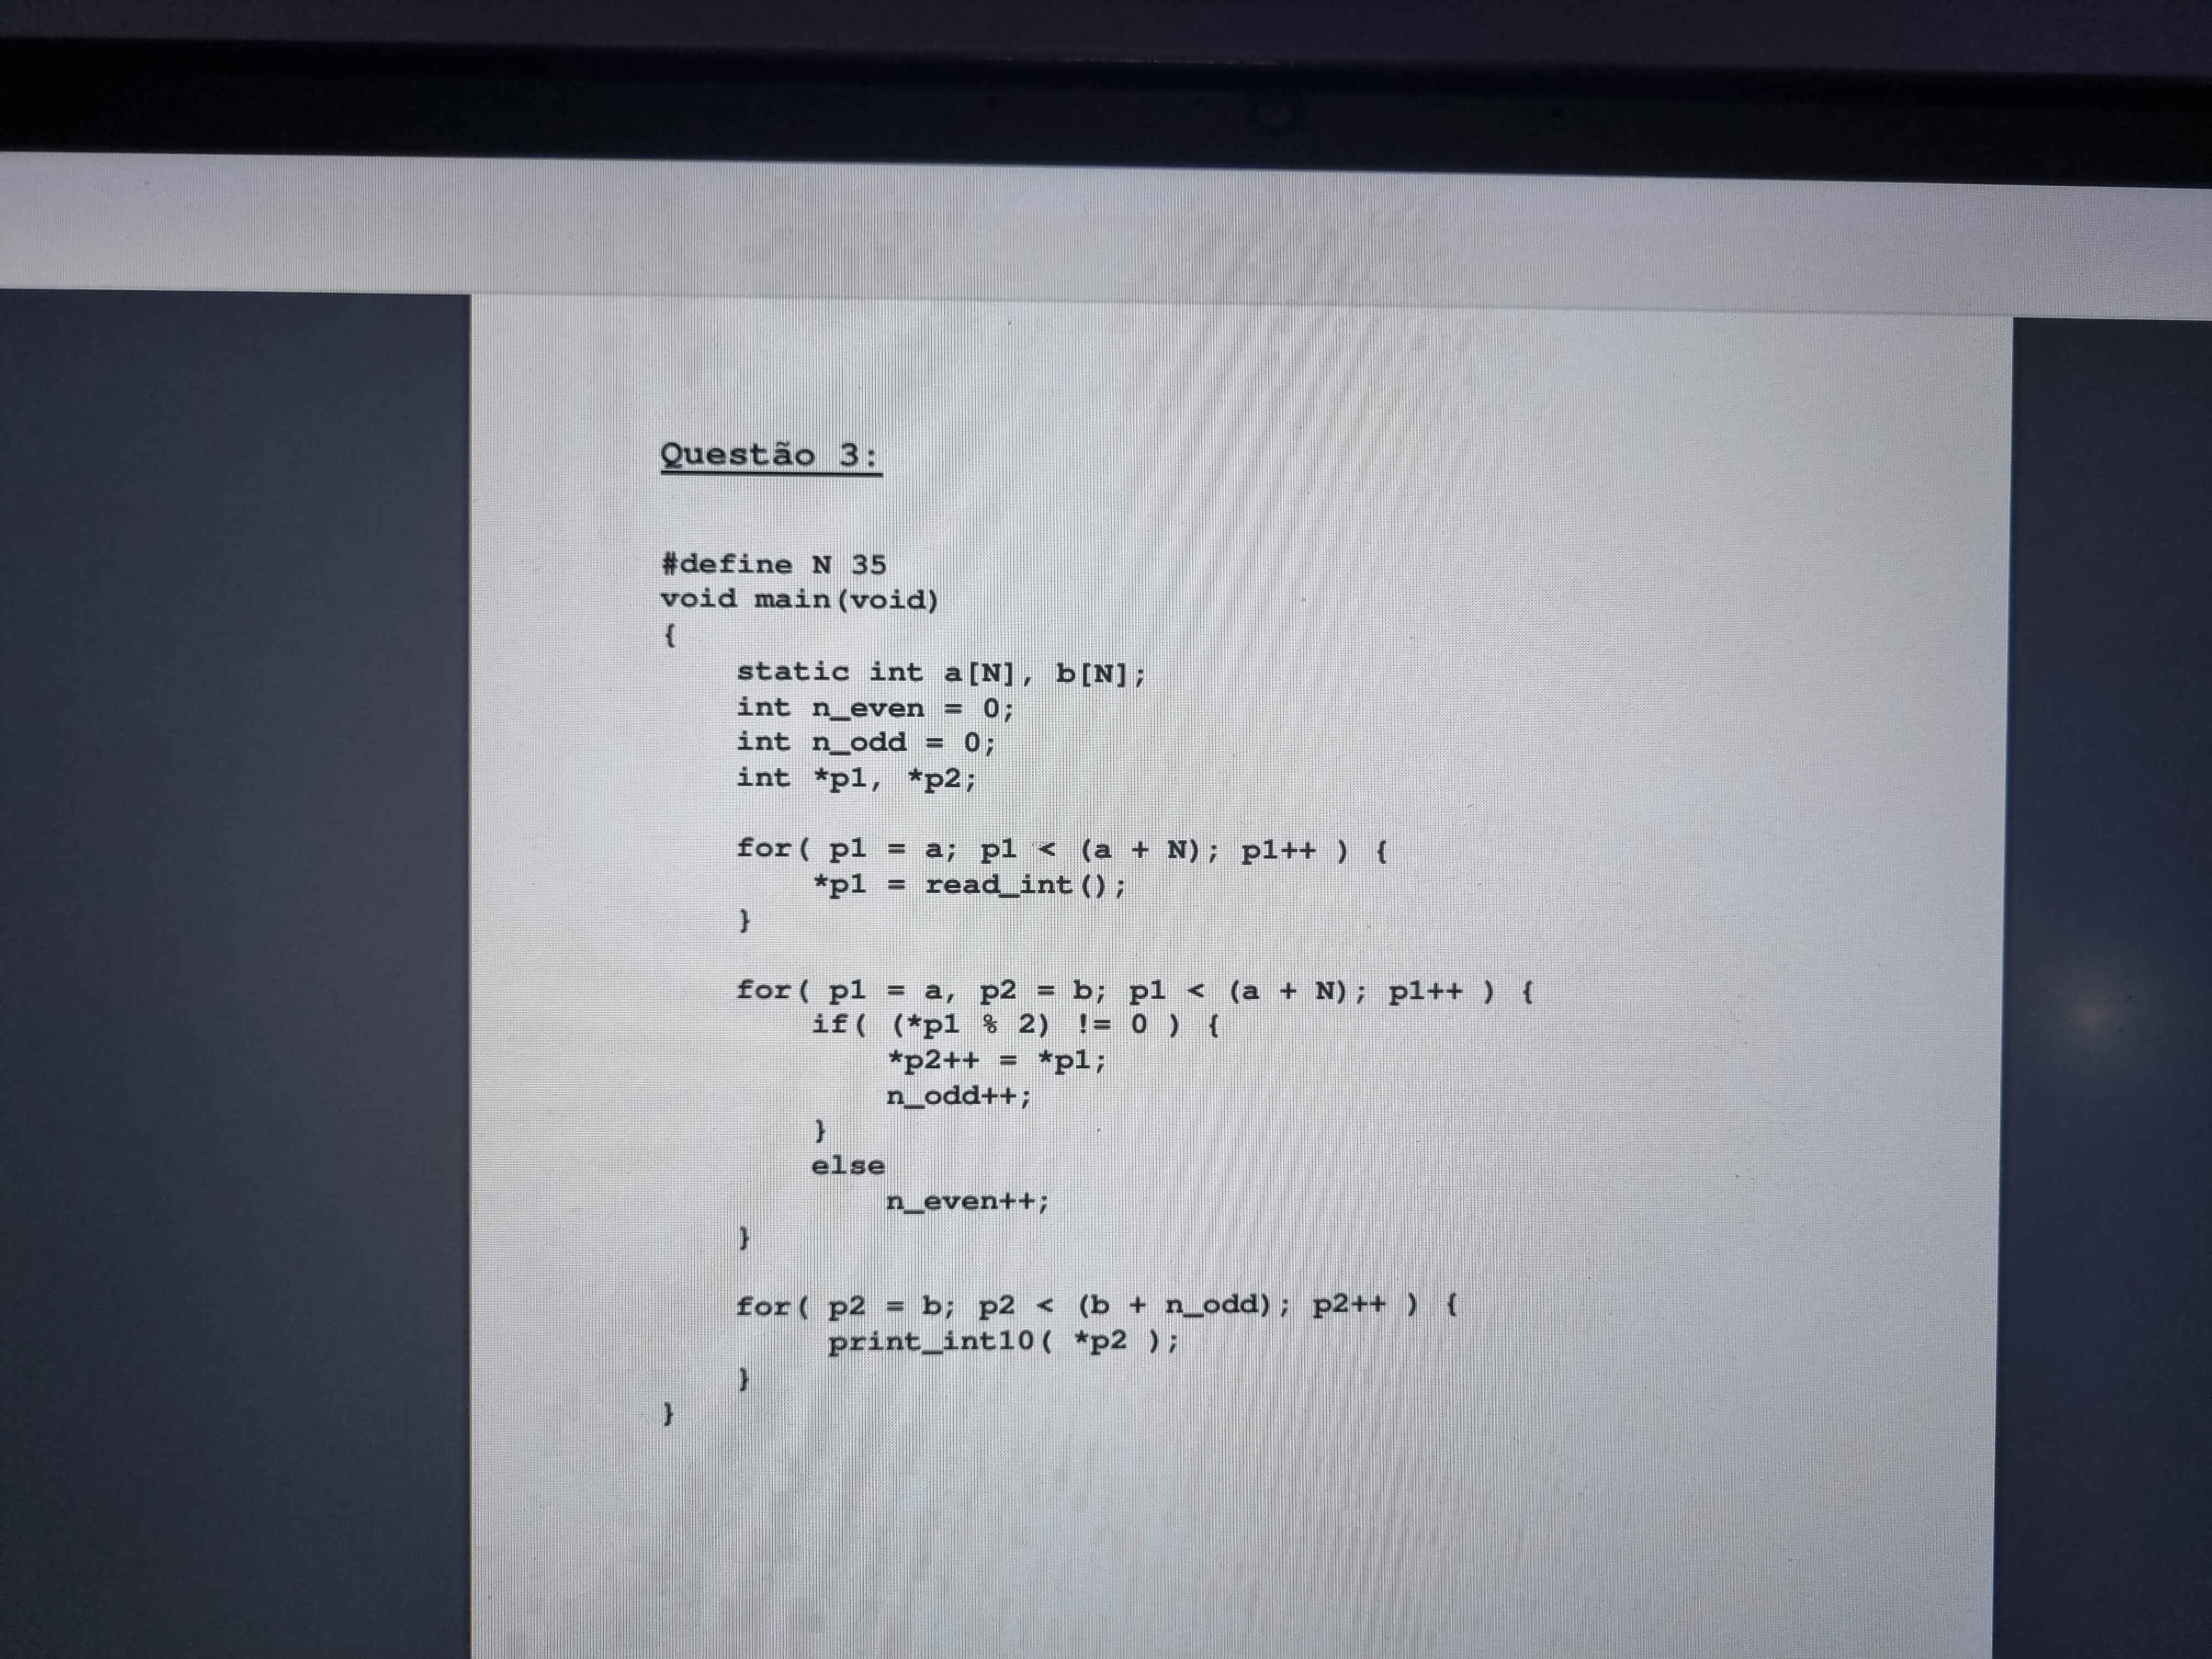 Questão 3:
#define N 35
void main(void)
{
static int a[N], b[N];
int n_even = 0;
int n_odd = 0;
int *p1, *p2;
for( p1 = a; p1 < (a + N); p1++ ) {
*p1 = read_int();
}
for( p1 = a, p2 = b; p1 < (a + N); p1++ ) {
if( (*p1 % 2) != 0 ) {
*p2++ = *p1;
n_odd++;
}
else
n_even++;
}
for( p2 = b; p2 < (b + n_odd); p2++ ) {
print_int10( *p2 );
}
}